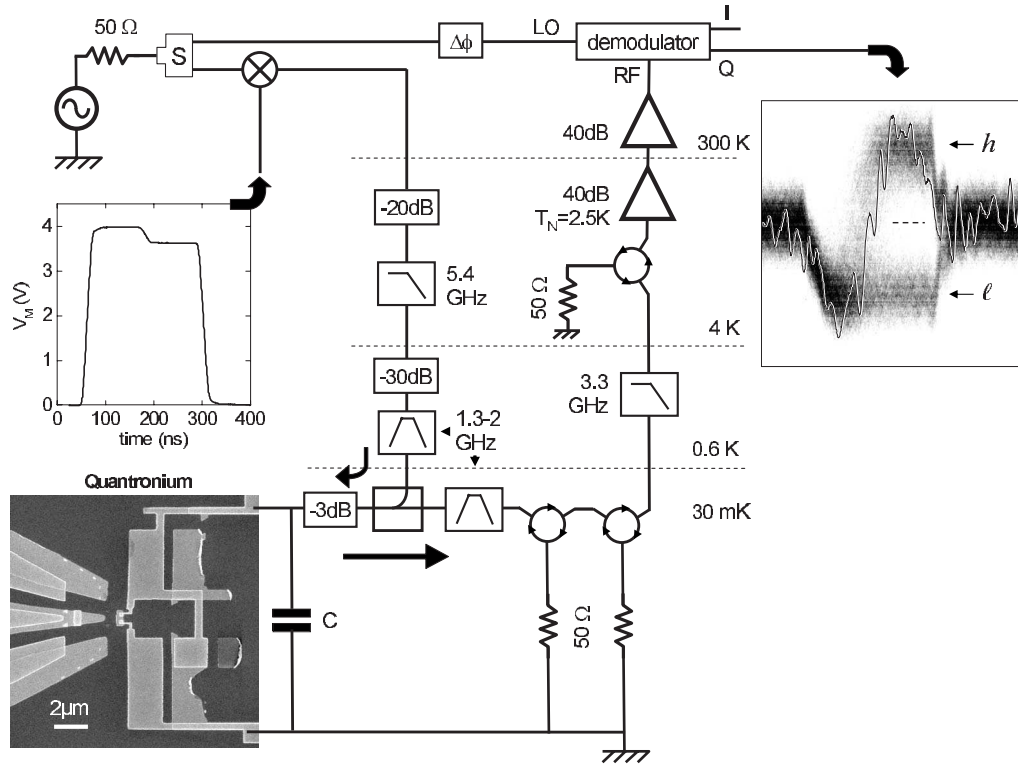 50 Ω
S
Δϕ
LO
demodulator
I
Q
RF
40dB
300 K
40dB
T_N=2.5K
-20dB
5.4
GHz
50 Ω
4 K
h
ℓ
4
3
2
1
0
V_M (V)
0 100 200 300 400
time (ns)
-30dB
3.3
GHz
1.3-2
GHz
0.6 K
Quantronium
-3dB
30 mK
C
50 Ω
2µm